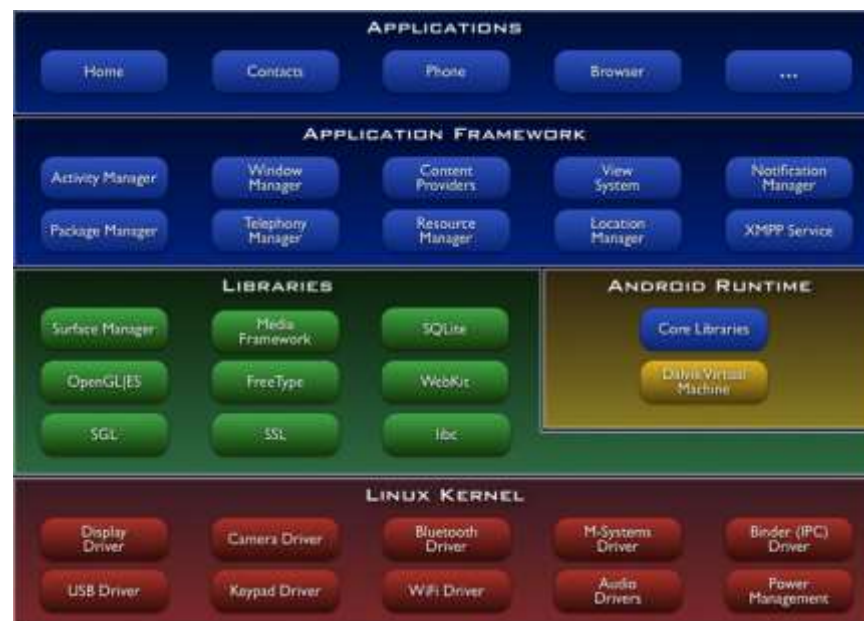 APPLICATIONS
Home
Contacts
Phone
Browser
...
APPLICATION FRAMEWORK
Activity Manager
Window
Manager
Content
Providers
View
System
Notification
Manager
Package Manager
Telephony
Manager
Resource
Manager
Location
Manager
XMPP Service
LIBRARIES
Surface Manager
Media
Framework
SQLite
OpenGL|ES
FreeType
WebKit
SGL
SSL
libc
ANDROID RUNTIME
Core Libraries
Dalvik Virtual
Machine
LINUX KERNEL
Display
Driver
Camera Driver
Bluetooth
Driver
M-Systems
Driver
Binder (IPC)
Driver
USB Driver
Keypad Driver
WiFi Driver
Audio
Drivers
Power
Management